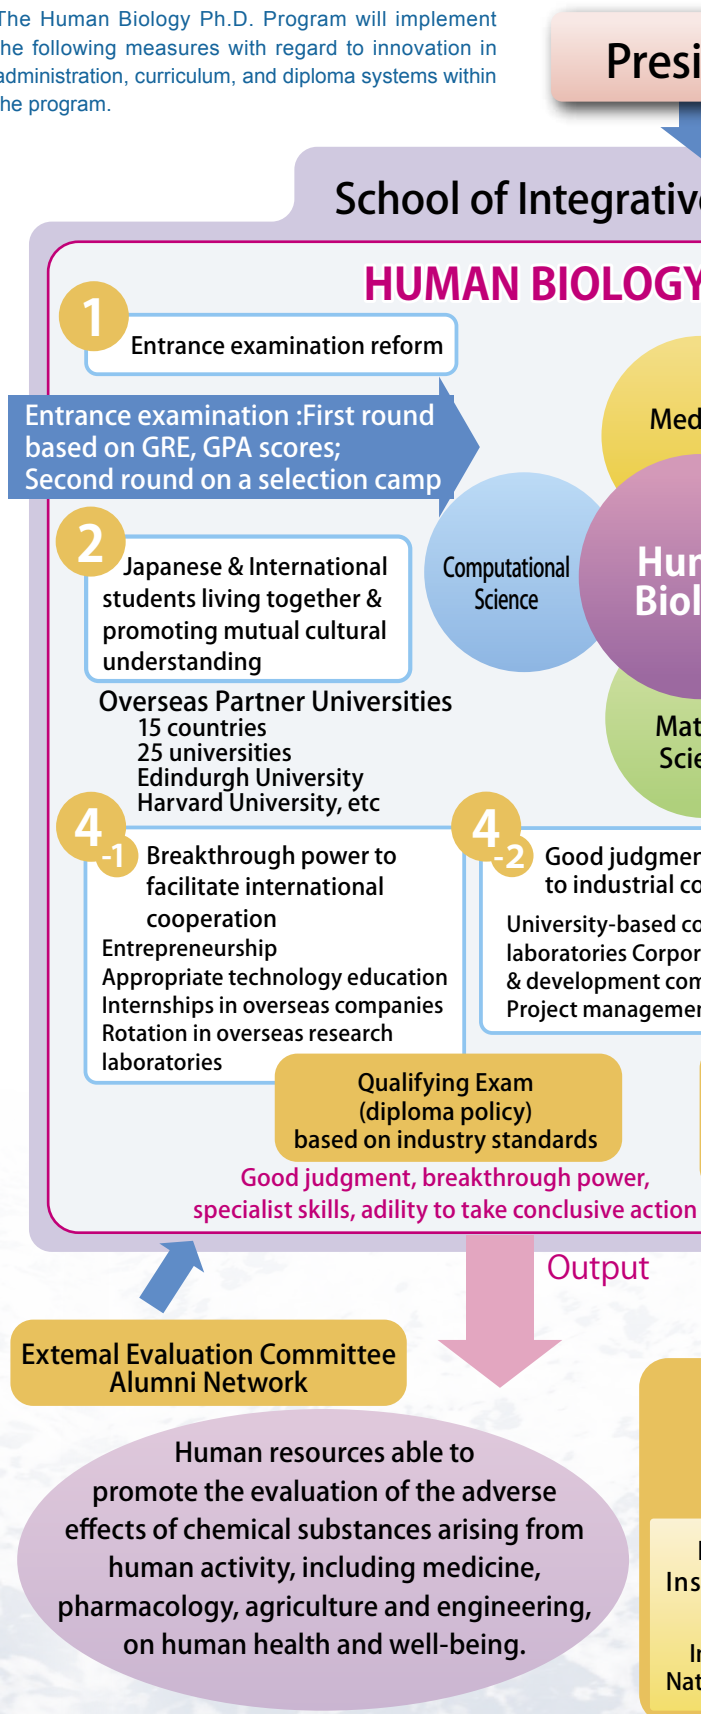 The Human Biology Ph.D. Program will implement
the following measures with regard to innovation in
administration, curriculum, and diploma systems within
the program.
Presi
School of Integrative
HUMAN BIOLOGY
1
Entrance examination reform
Entrance examination :First round
based on GRE, GPA scores;
Second round on a selection camp
Med
Computational
Science
Hum
Biol
Mat
Scie
2
Japanese & International
students living together &
promoting mutual cultural
understanding
Overseas Partner Universities
15 countries
25 universities
Edindurgh University
Harvard University, etc
4-1
Breakthrough power to
facilitate international
cooperation
Entrepreneurship
Appropriate technology education
Internships in overseas companies
Rotation in overseas research
laboratories
4-2
Good judgmen
to industrial co
University-based co
laboratories Corpor
& development com
Project managemen
Qualifying Exam
(diploma policy)
based on industry standards
Good judgment, breakthrough power,
specialist skills, adility to take conclusive action
Output
Extemal Evaluation Committee
Alumni Network
Human resources able to
promote the evaluation of the adverse
effects of chemical substances arising from
human activity, including medicine,
pharmacology, agriculture and engineering,
on human health and well-being.
Ins
Nat